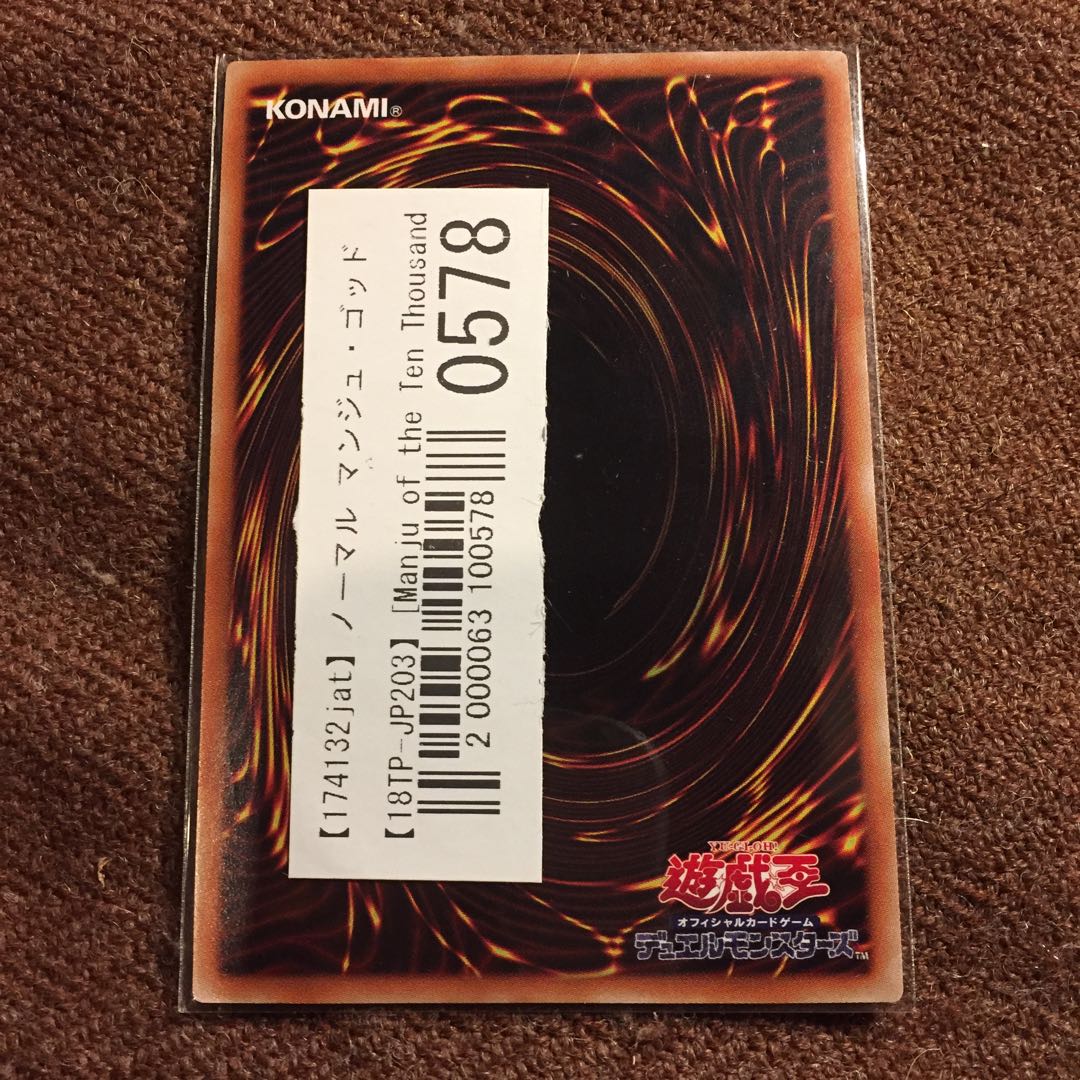 KONAMI®
【174132jat】ノーマル マンジュ・ゴッド
【18TP-JP203】[Manju of the Ten Thousand
2 000063 100578
0578
YU-GI-OH!
遊戯王
オフィシャルカードゲーム
デュエルモンスターズ™